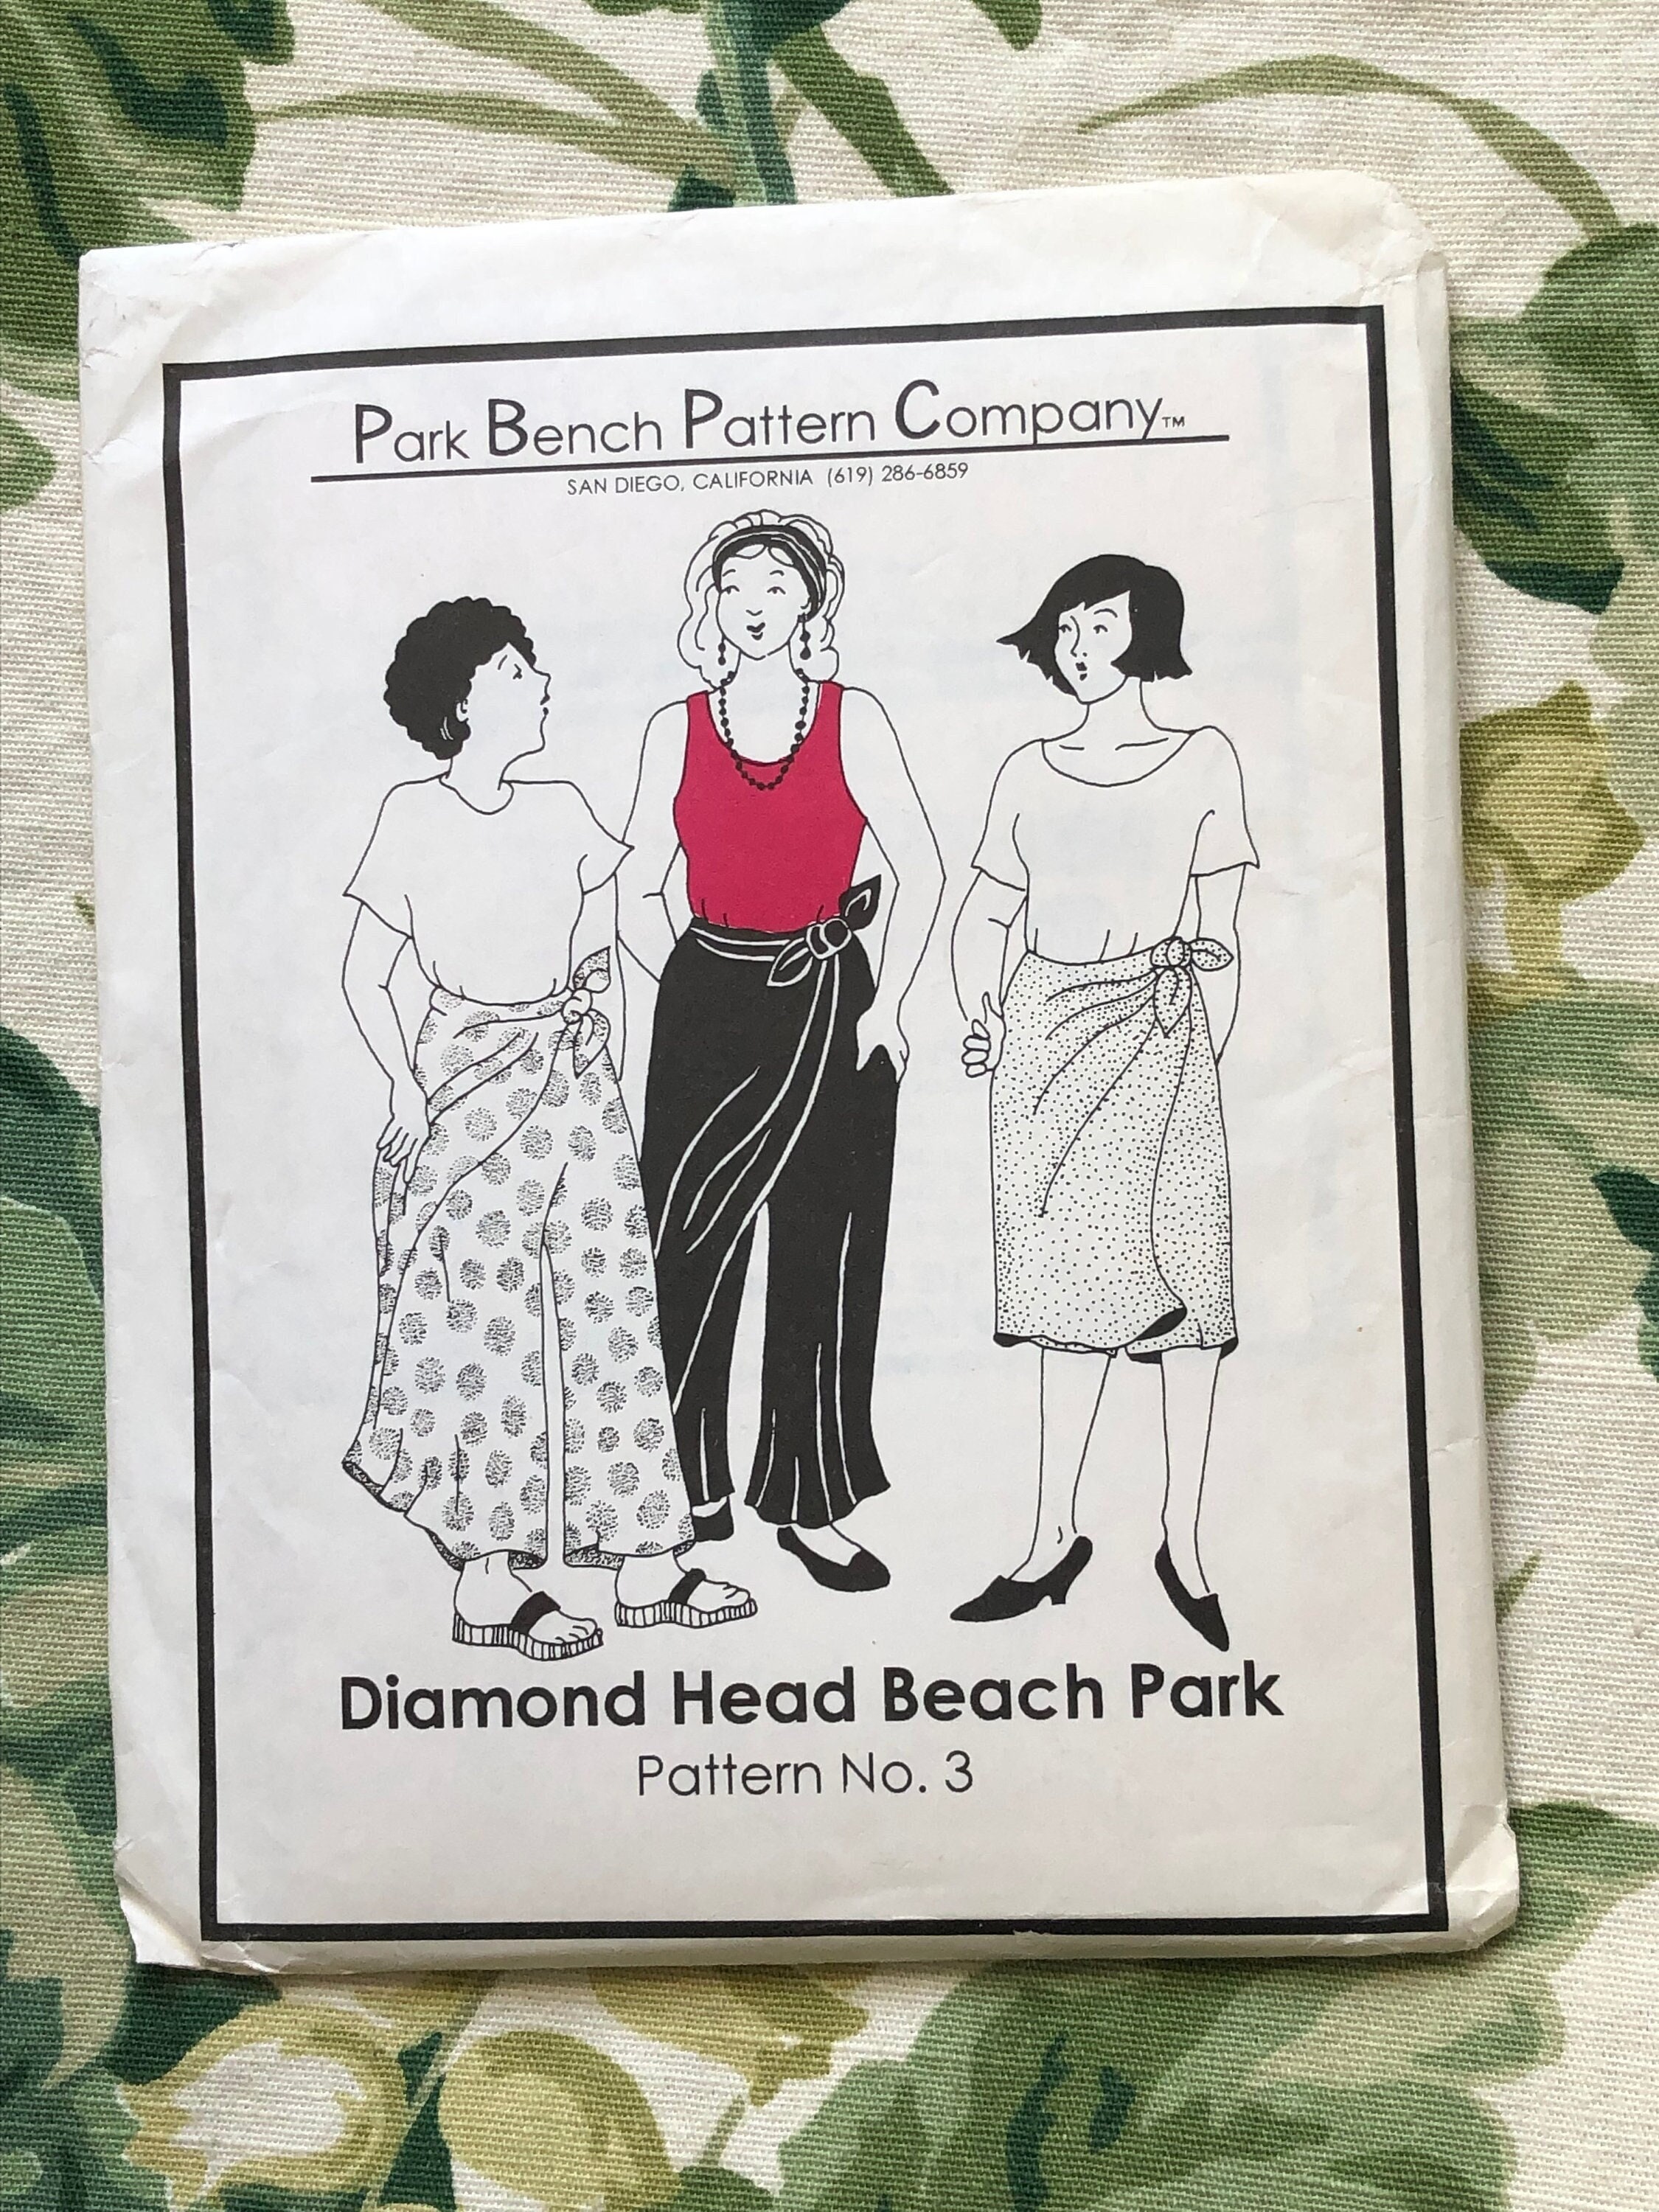 Park Bench Pattern Company™
SAN DIEGO, CALIFORNIA (619) 286-6859
Diamond Head Beach Park
Pattern No. 3